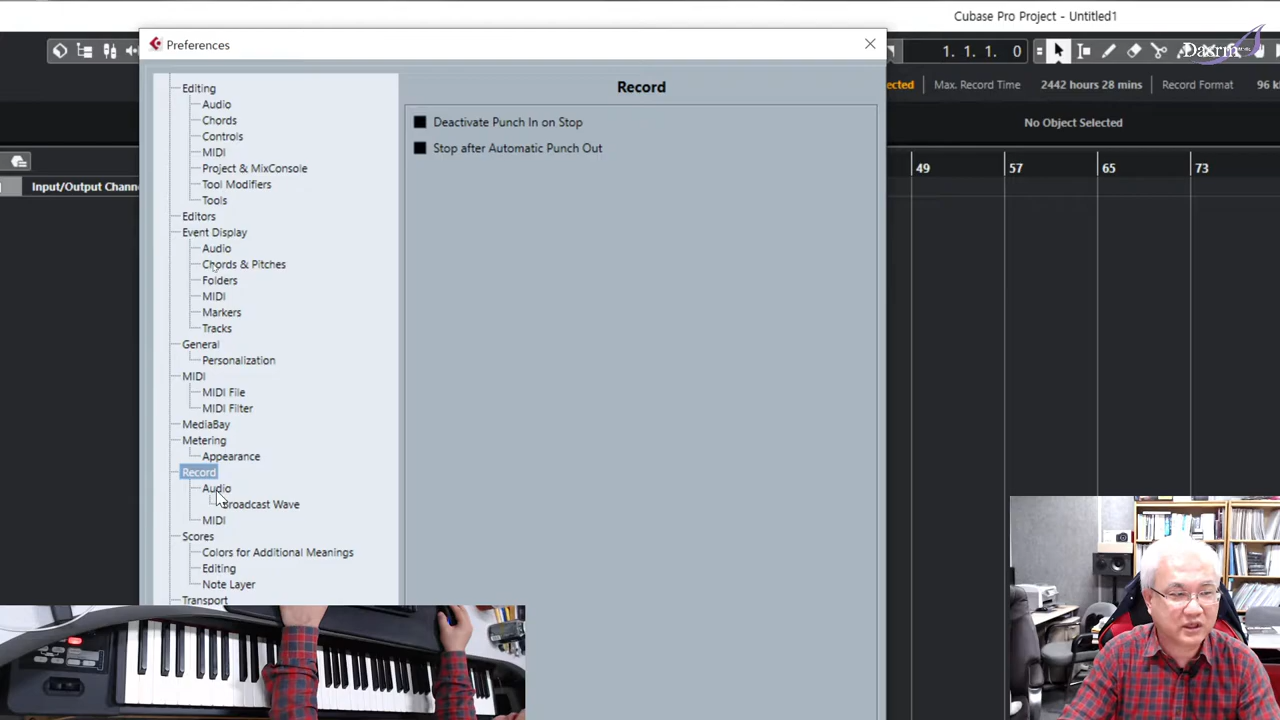 Cubase Pro Project - Untitled1
Preferences
1. 1. 1. 0
Dasrin
ected
Max. Record Time
2442 hours 28 mins
Record Format
96 k
No Object Selected
Input/Output Chann
49
57
65
73
Editing
Audio
Chords
Controls
MIDI
Project & MixConsole
Tool Modifiers
Tools
Editors
Event Display
Audio
Chords & Pitches
Folders
MIDI
Markers
Tracks
General
Personalization
MIDI
MIDI File
MIDI Filter
MediaBay
Metering
Appearance
Record
Audio
Broadcast Wave
MIDI
Scores
Colors for Additional Meanings
Editing
Note Layer
Transport
Record
Deactivate Punch In on Stop
Stop after Automatic Punch Out